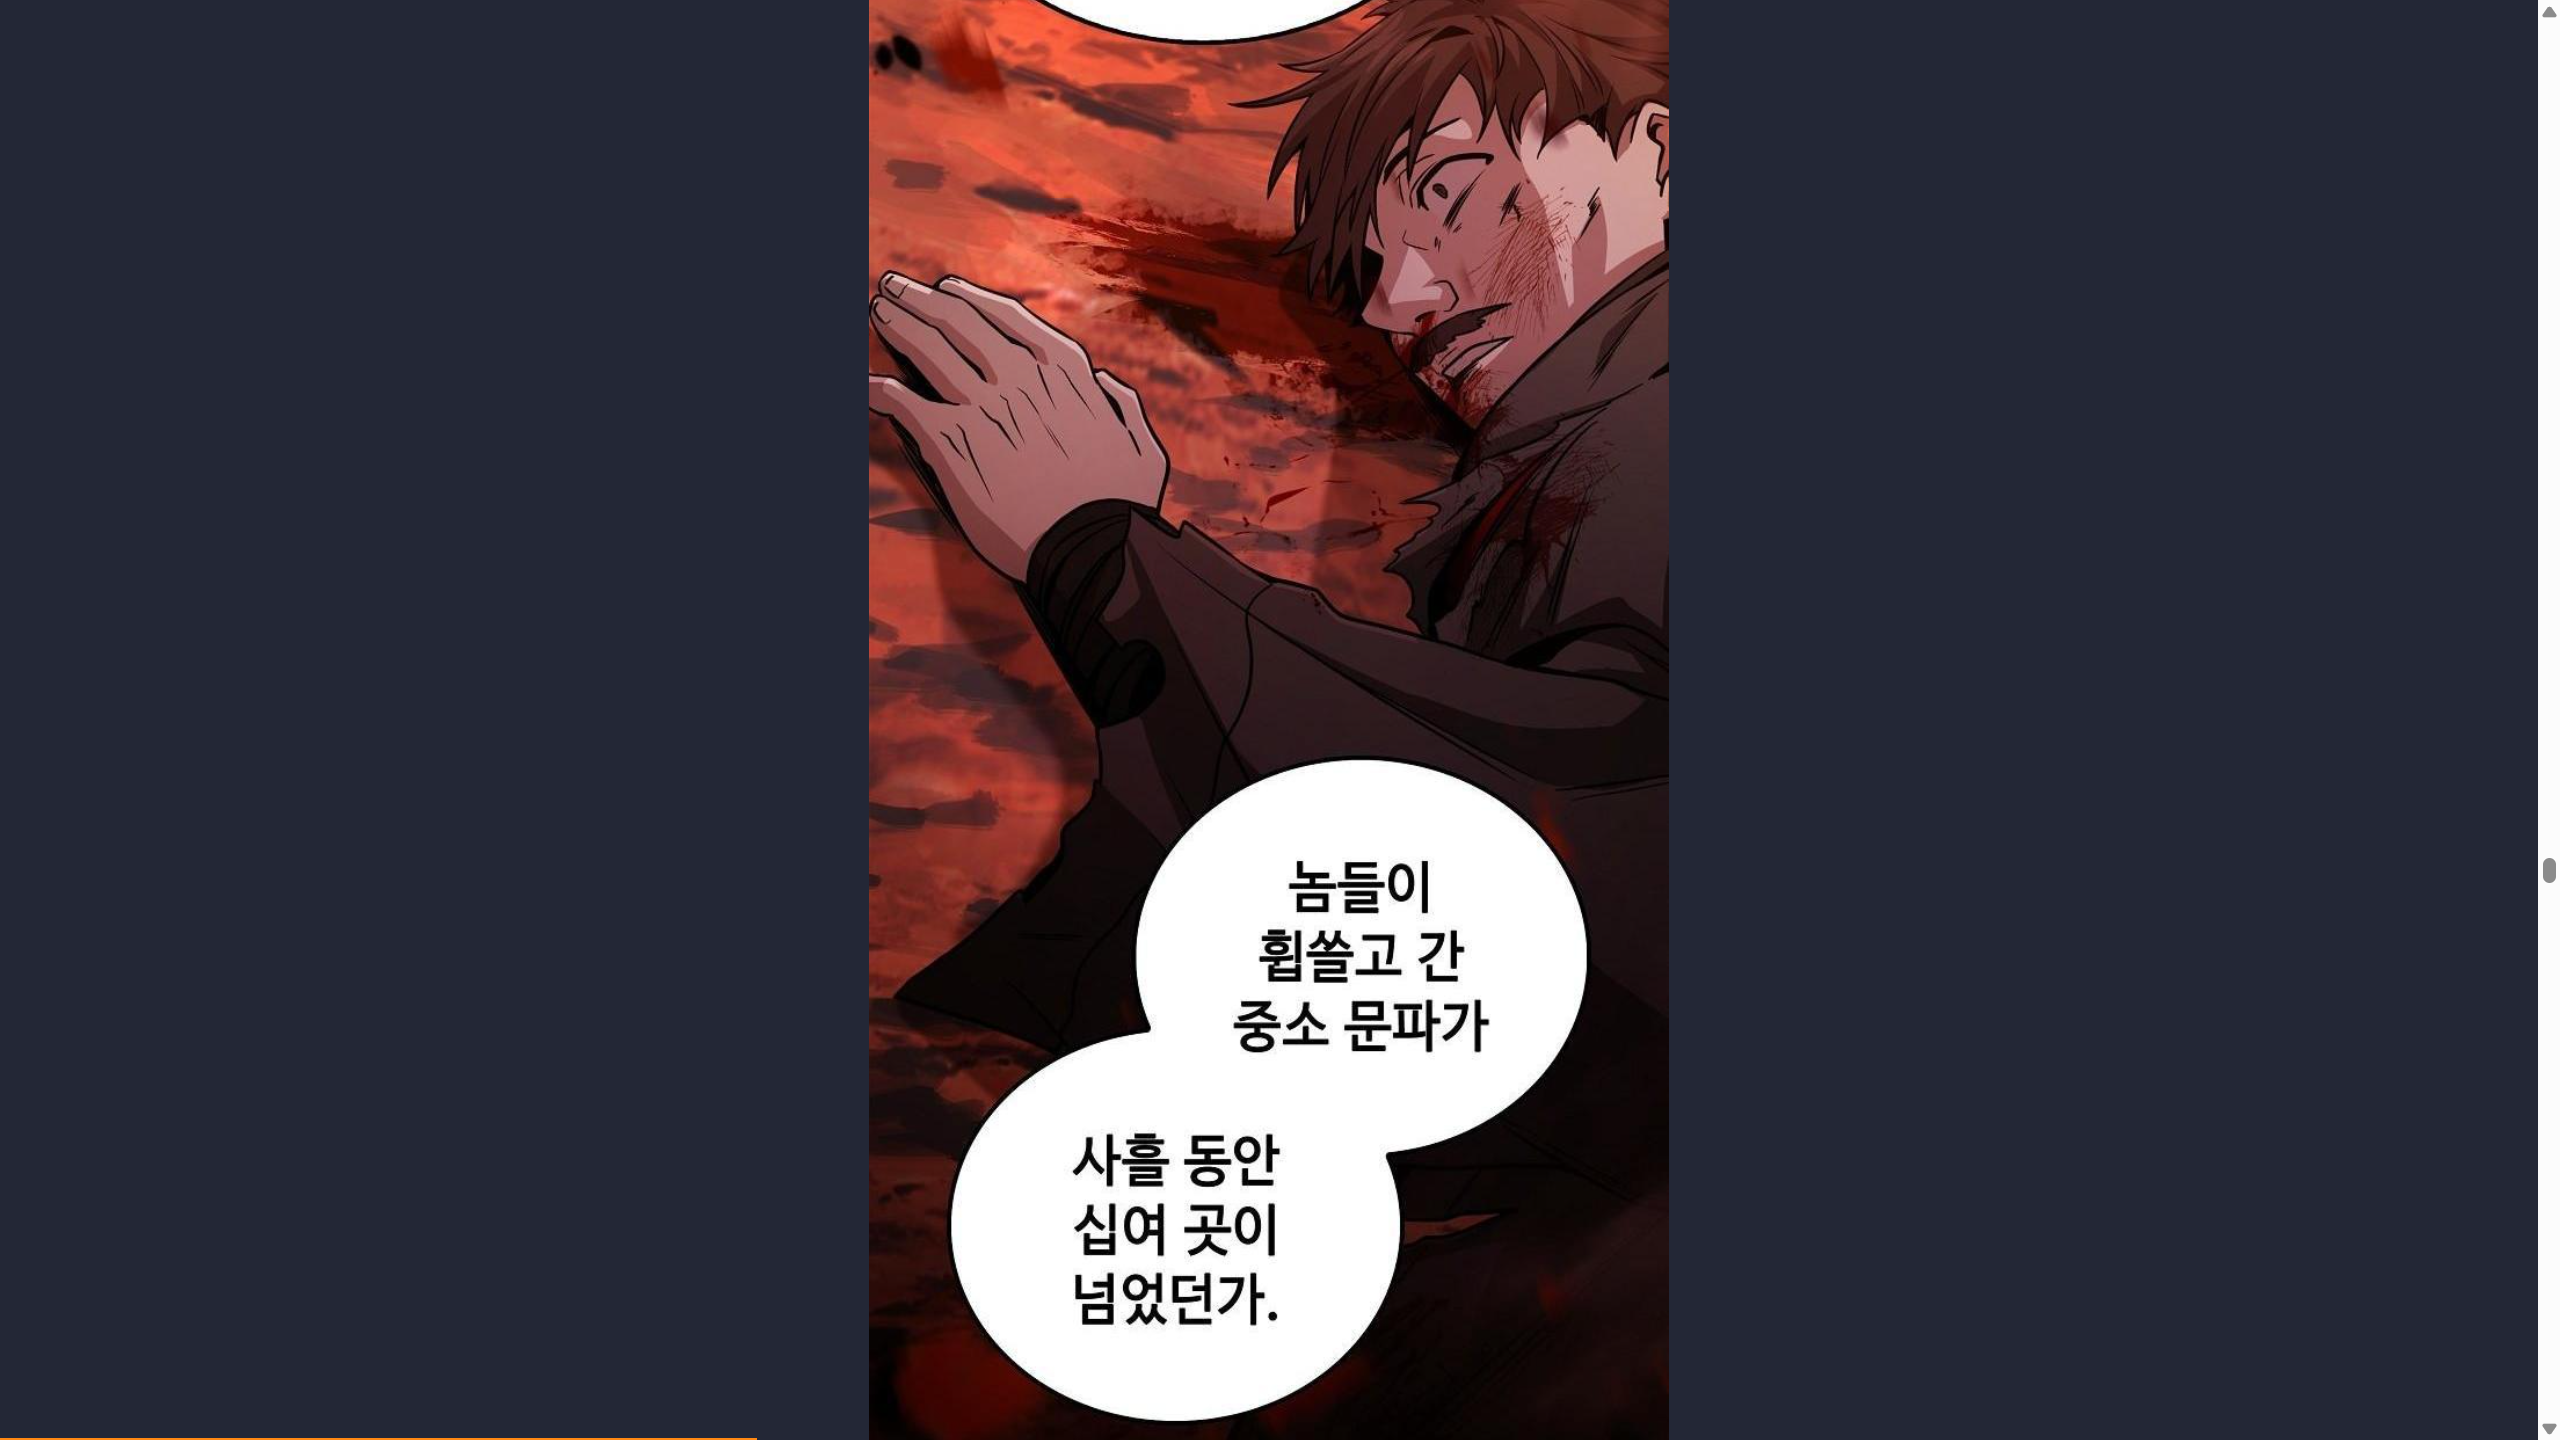 놈들이
휩쓸고 간
중소 문파가
사흘 동안
십여 곳이
넘었던가.